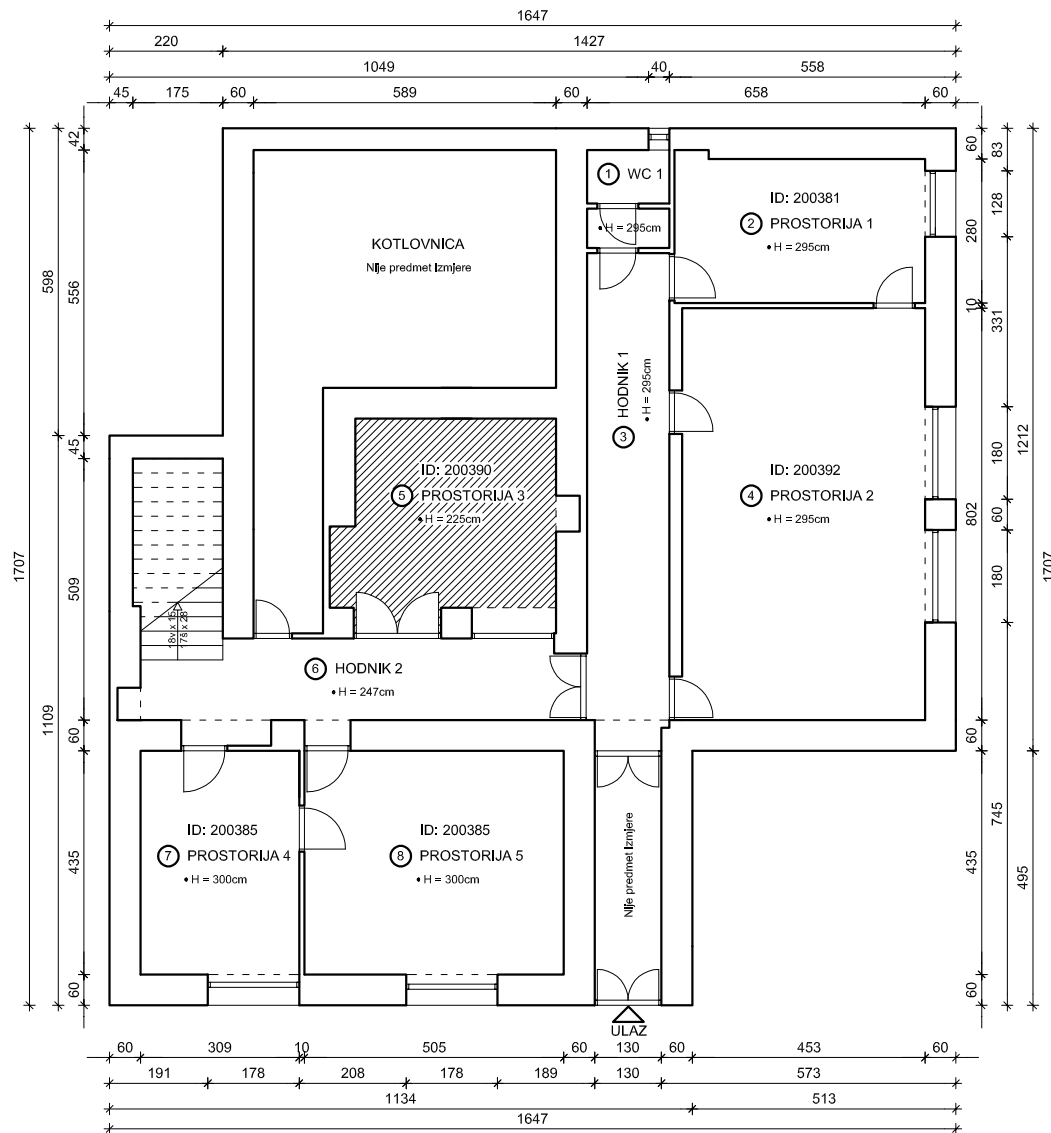 1647
220 1427
1049 40 558
45 175 60 589 60 658 60
42
598
556
45
1707
509
1109
60
435
60
60
83
128
280
10
331
180
1212
802
60
180
1707
60
745
435
495
60
1 WC 1
• H = 295cm
ID: 200381
2 PROSTORIJA 1
• H = 295cm
KOTLOVNICA
Nije predmet Izmjere
3 HODNIK 1
• H = 295cm
ID: 200390
5 PROSTORIJA 3
• H = 225cm
ID: 200392
4 PROSTORIJA 2
• H = 295cm
18v x 15
17š x 28
6 HODNIK 2
• H = 247cm
ID: 200385
7 PROSTORIJA 4
• H = 300cm
ID: 200385
8 PROSTORIJA 5
• H = 300cm
Nije predmet Izmjere
ULAZ
60 309 10 505 60 130 60 453 60
191 178 208 178 189 130 573
1134 513
1647